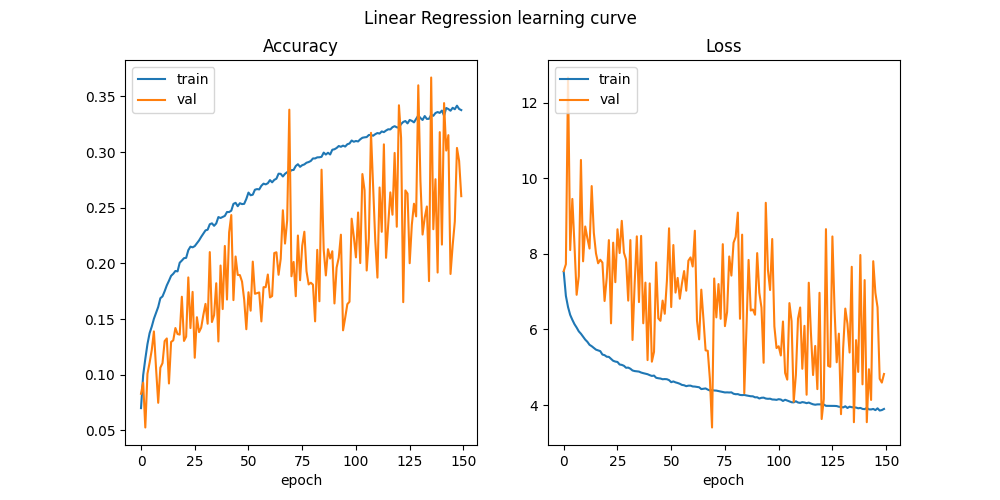 Linear Regression learning curve
Accuracy
train
val
0.35
0.30
0.25
0.20
0.15
0.10
0.05
0 25 50 75 100 125 150
epoch
Loss
train
val
12
10
8
6
4
0 25 50 75 100 125 150
epoch